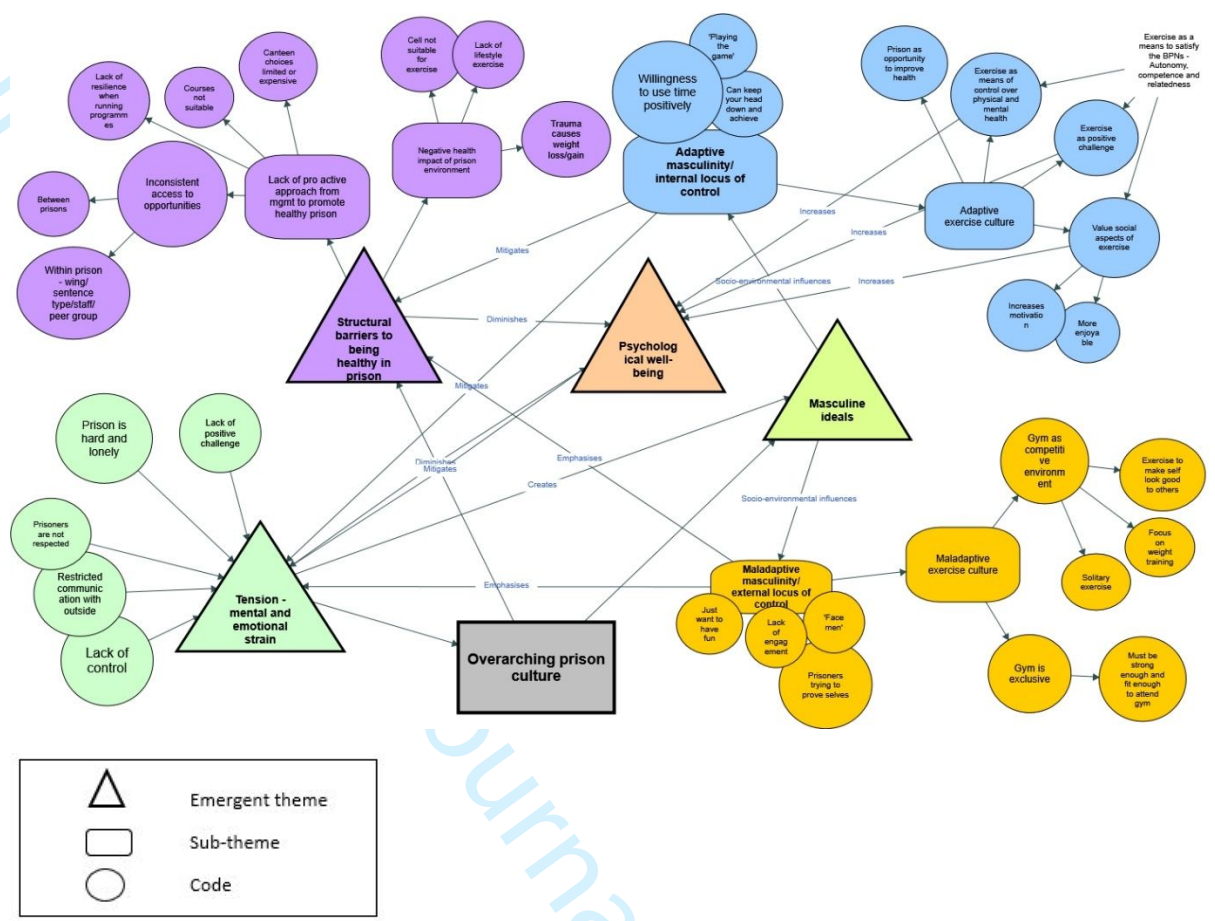 Canteen
choices
limited or
expensive
Lack of
resilience
when
running
programm
es
Courses
not
suitable
Inconsistent
access to
opportunities
Between
prisons
Within prison
- wing/
sentence
type/staff/
peer group
Lack of pro active
approach from
mgmt to promote
healthy prison
Cell not
suitable
for
exercise
Lack of
lifestyle
exercise
Negative health
impact of prison
environment
Trauma
causes
weight
loss/gain
'Playing
the
game'
Willingness
to use time
positively
Can keep
your head
down and
achieve
Adaptive
masculinity/
internal locus of
control
Prison as
opportunity
to improve
health
Exercise as
means of
control over
physical and
mental
health
Exercise as a
means to satisfy
the BPNs -
Autonomy,
competence and
relatedness
Exercise
as positive
challenge
Adaptive
exercise culture
Value social
aspects of
exercise
Increases
motivatio
n
More
enjoya
ble
Increases
Increases
Increases
Mitigates
Socio-environmental influences
Diminishes
Structural
barriers to
being
healthy in
prison
Psycholog
ical well-
being
Masculine
ideals
Mitigates
Diminishes
Mitigates
Emphasises
Creates
Socio-environmental influences
Emphasises
Prison is
hard and
lonely
Lack of
positive
challenge
Prisoners
are not
respected
Restricted
communic
ation with
outside
Lack of
control
Tension -
mental and
emotional
strain
Overarching prison
culture
Maladaptive
masculinity/
external locus of
control
Just
want to
have
fun
Lack
of
engag
ement
'Face
men'
Prisoners
trying to
prove selves
Maladaptive
exercise culture
Gym as
competiti
ve
environm
ent
Exercise to
make self
look good
to others
Focus
on
weight
training
Solitary
exercise
Gym is
exclusive
Must be
strong
enough and
fit enough
to attend
gym
Emergent theme
Sub-theme
Code
Journa